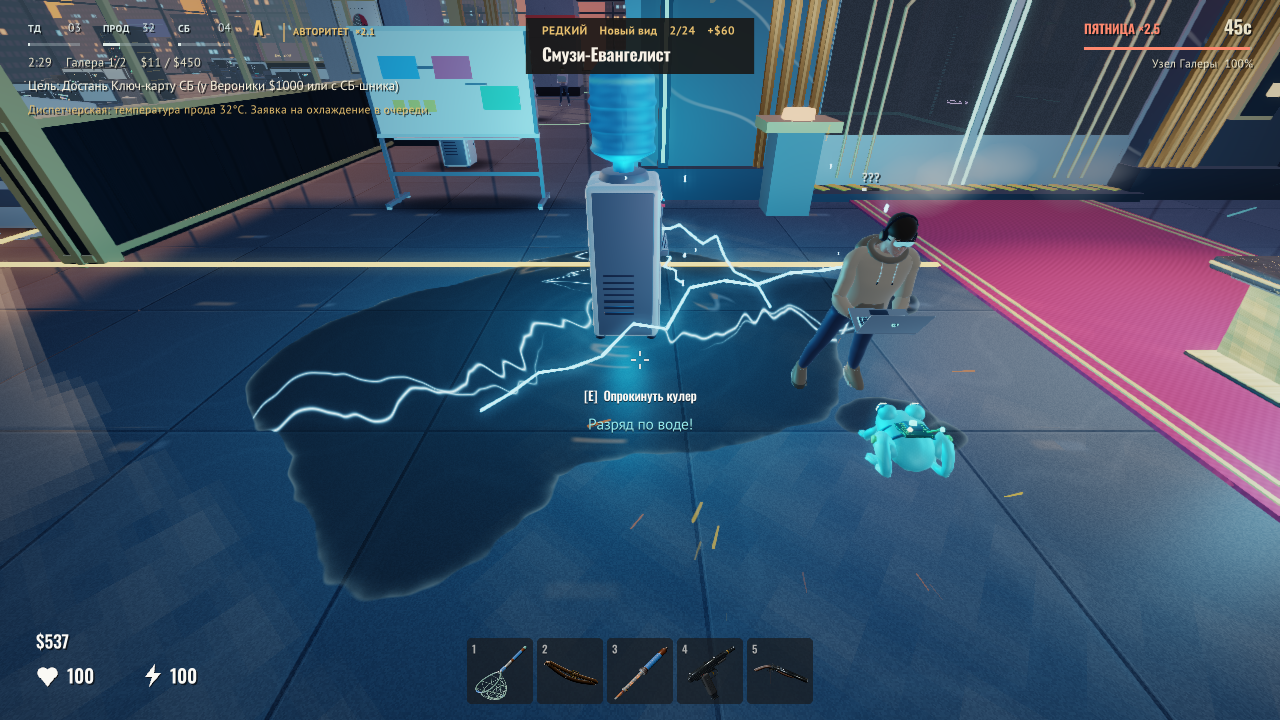 ТД 03 ПРОД 32 СБ 04 A АВТОРИТЕТ ×2.1
2:29 Галера 1/2 $11 / $450
Цель: Достань Ключ-карту СБ (у Вероники $1000 или с СБ-шника)
Диспетчерская: температура прода 32°C. Заявка на охлаждение в очереди.
РЕДКИЙ Новый вид 2/24 +$60
Смузи-Евангелист
ПЯТНИЦА ×2.5 45с
Узел Галеры 100%
???
[E] Опрокинуть кулер
Разряд по воде!
$537
100 100
1 2 3 4 5